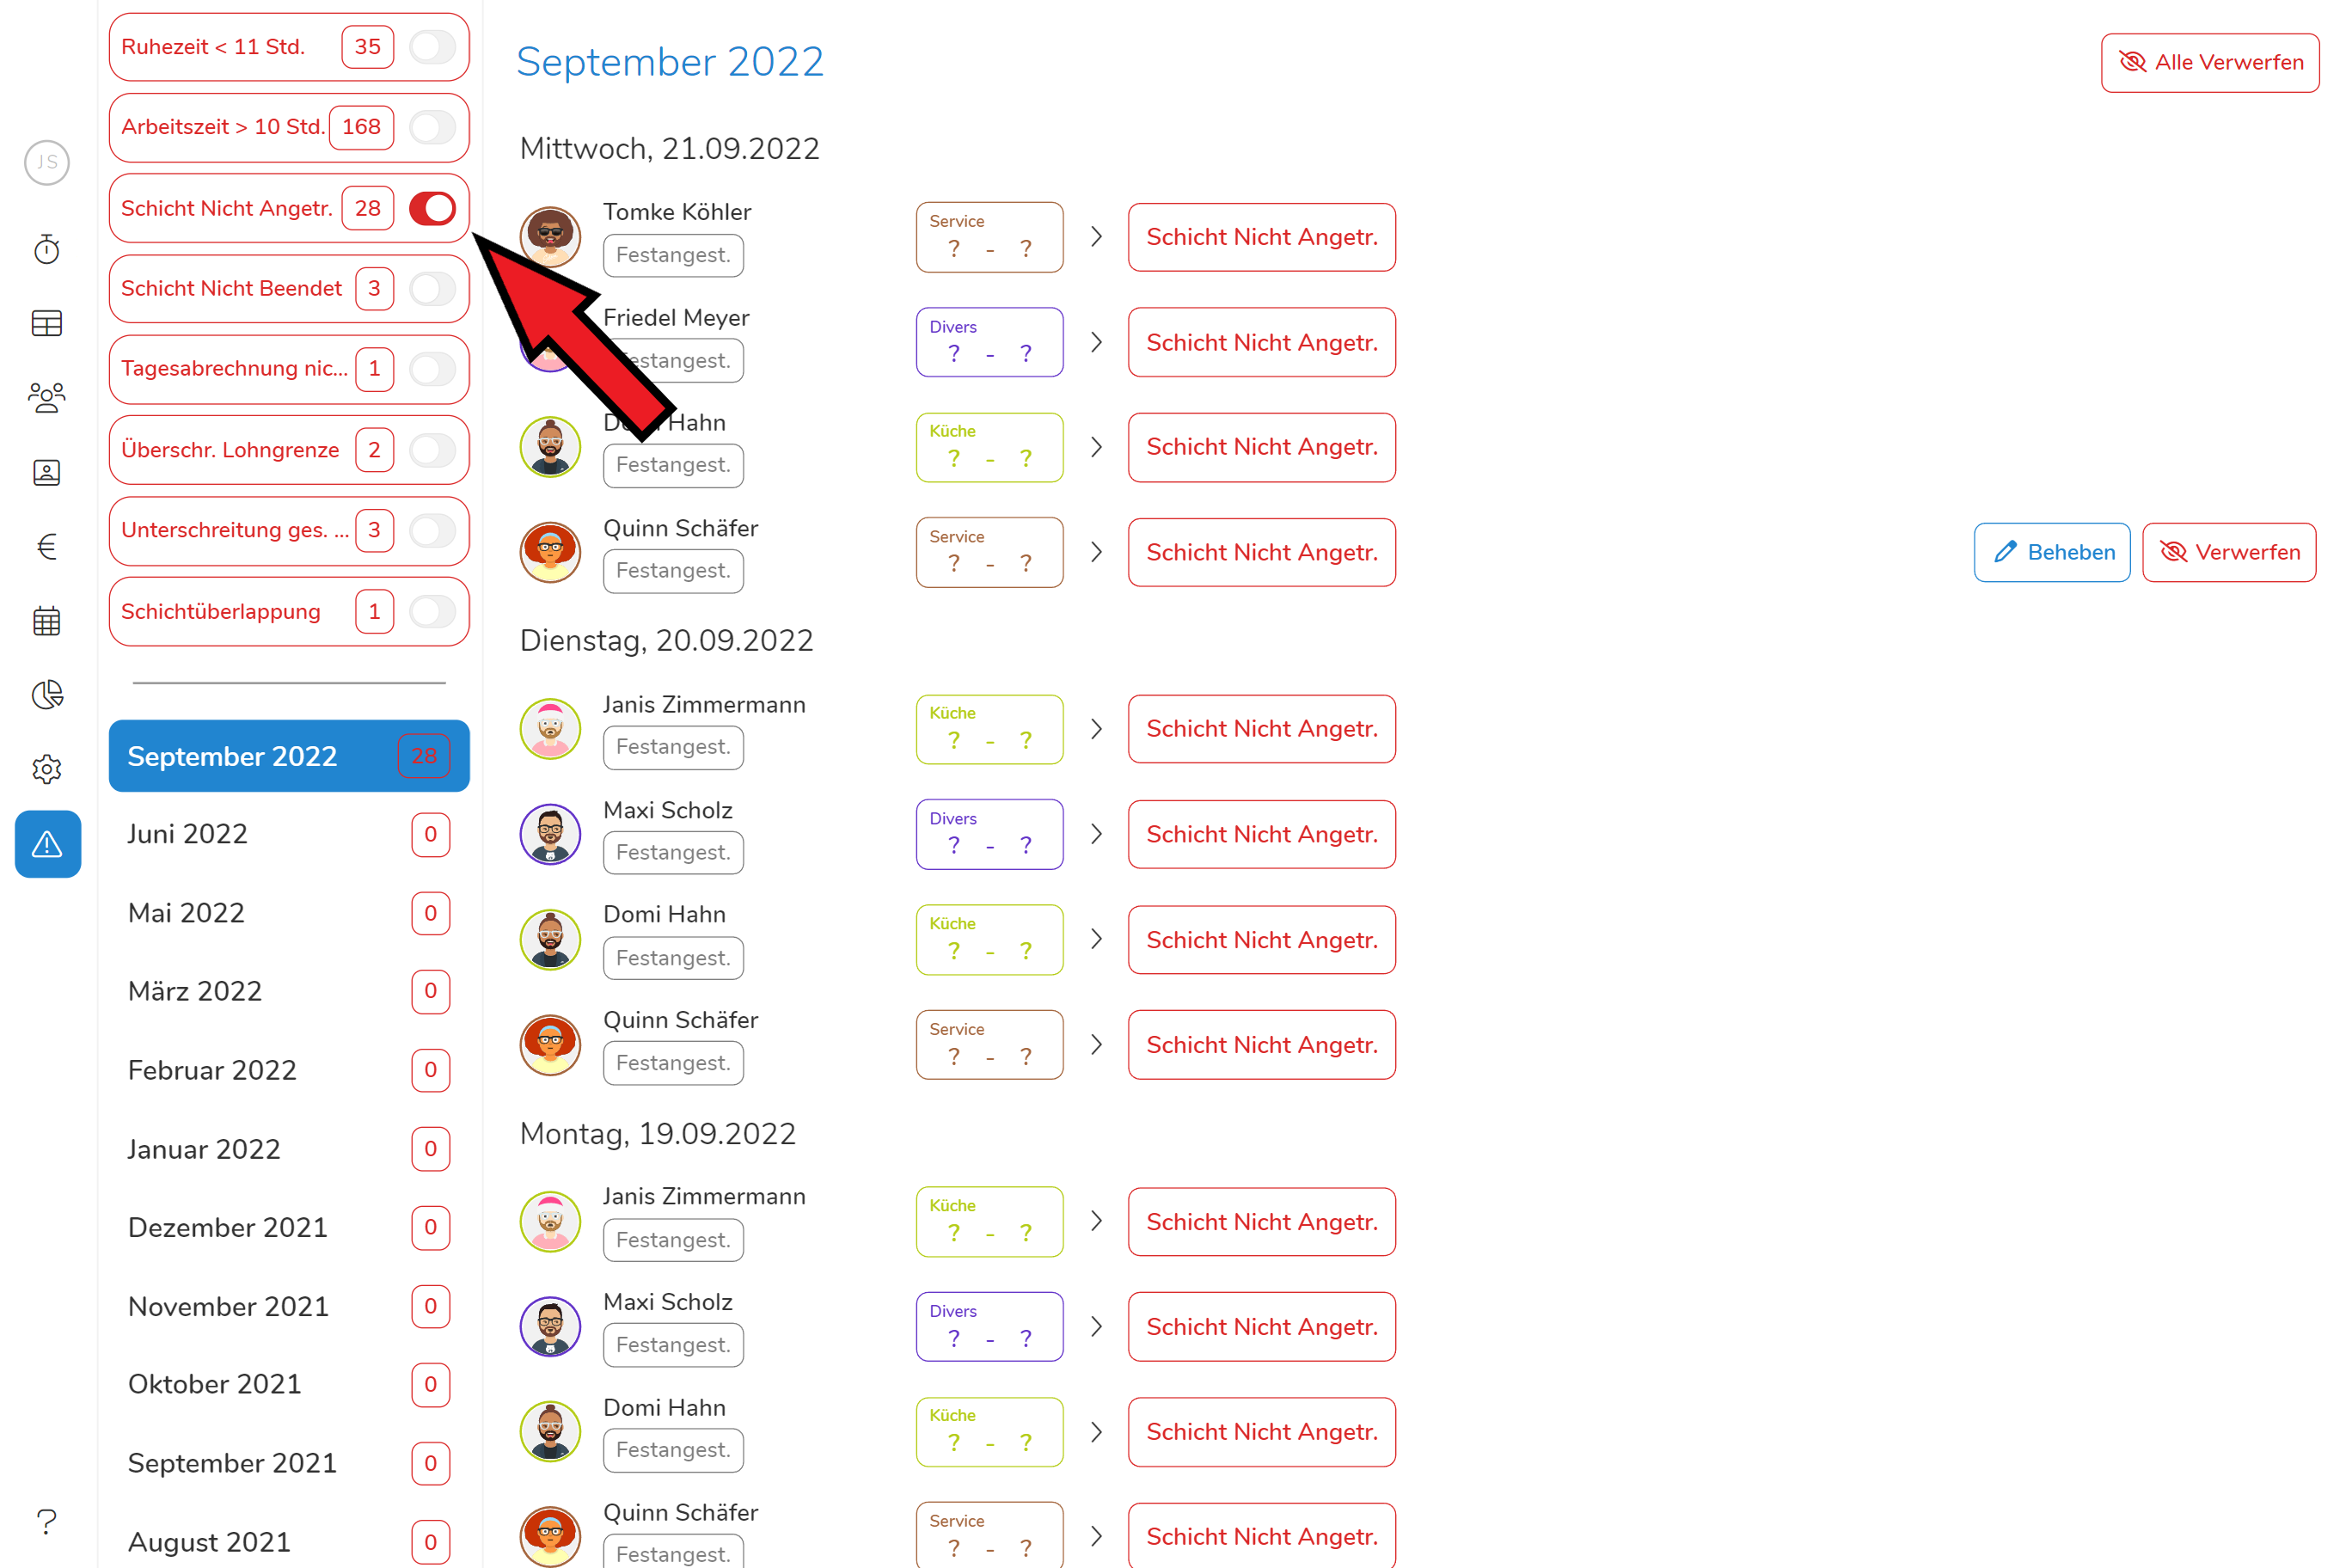 JS
?
Ruhezeit < 11 Std. 35
Arbeitszeit > 10 Std. 168
Schicht Nicht Angetr. 28
Schicht Nicht Beendet 3
Tagesabrechnung nic... 1
Überschr. Lohngrenze 2
Unterschreitung ges. ... 3
Schichtüberlappung 1
September 2022 28
Juni 2022 0
Mai 2022 0
März 2022 0
Februar 2022 0
Januar 2022 0
Dezember 2021 0
November 2021 0
Oktober 2021 0
September 2021 0
August 2021 0
September 2022
Alle Verwerfen
Mittwoch, 21.09.2022
Tomke Köhler
Festangest.
Service
? - ?
Schicht Nicht Angetr.
Friedel Meyer
Festangest.
Divers
? - ?
Schicht Nicht Angetr.
Hahn
Festangest.
Küche
? - ?
Schicht Nicht Angetr.
Quinn Schäfer
Festangest.
Service
? - ?
Schicht Nicht Angetr.
Beheben
Verwerfen
Dienstag, 20.09.2022
Janis Zimmermann
Festangest.
Küche
? - ?
Schicht Nicht Angetr.
Maxi Scholz
Festangest.
Divers
? - ?
Schicht Nicht Angetr.
Domi Hahn
Festangest.
Küche
? - ?
Schicht Nicht Angetr.
Quinn Schäfer
Festangest.
Service
? - ?
Schicht Nicht Angetr.
Montag, 19.09.2022
Janis Zimmermann
Festangest.
Küche
? - ?
Schicht Nicht Angetr.
Maxi Scholz
Festangest.
Divers
? - ?
Schicht Nicht Angetr.
Domi Hahn
Festangest.
Küche
? - ?
Schicht Nicht Angetr.
Quinn Schäfer
Festangest.
Service
? - ?
Schicht Nicht Angetr.